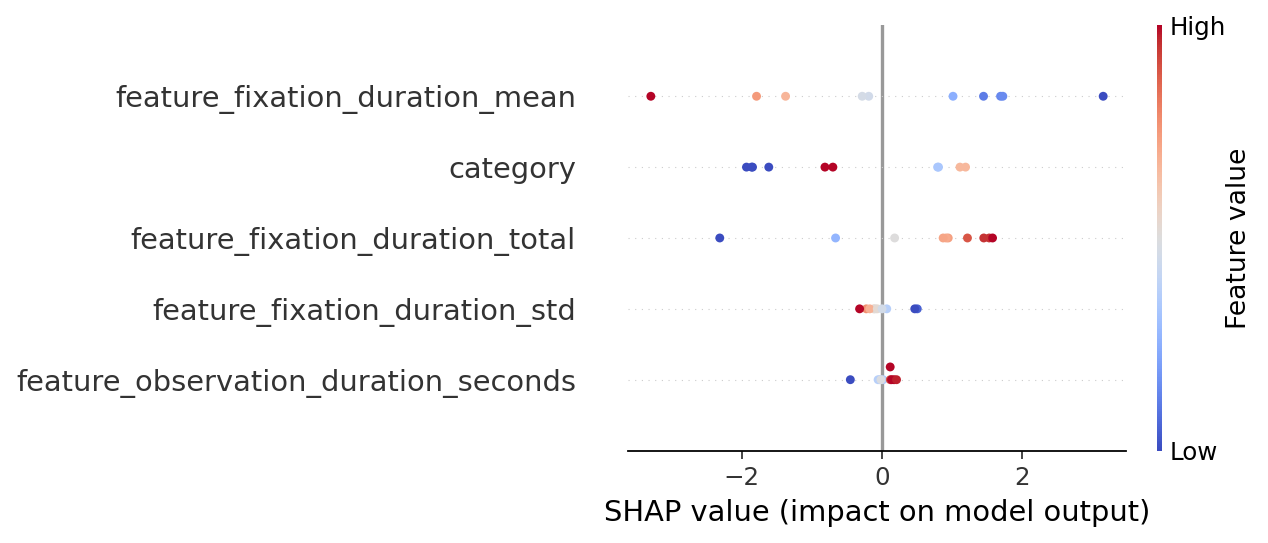 High
feature_fixation_duration_mean
category
feature_fixation_duration_total
feature_fixation_duration_std
feature_observation_duration_seconds
Feature value
Low
−2
0
2
SHAP value (impact on model output)